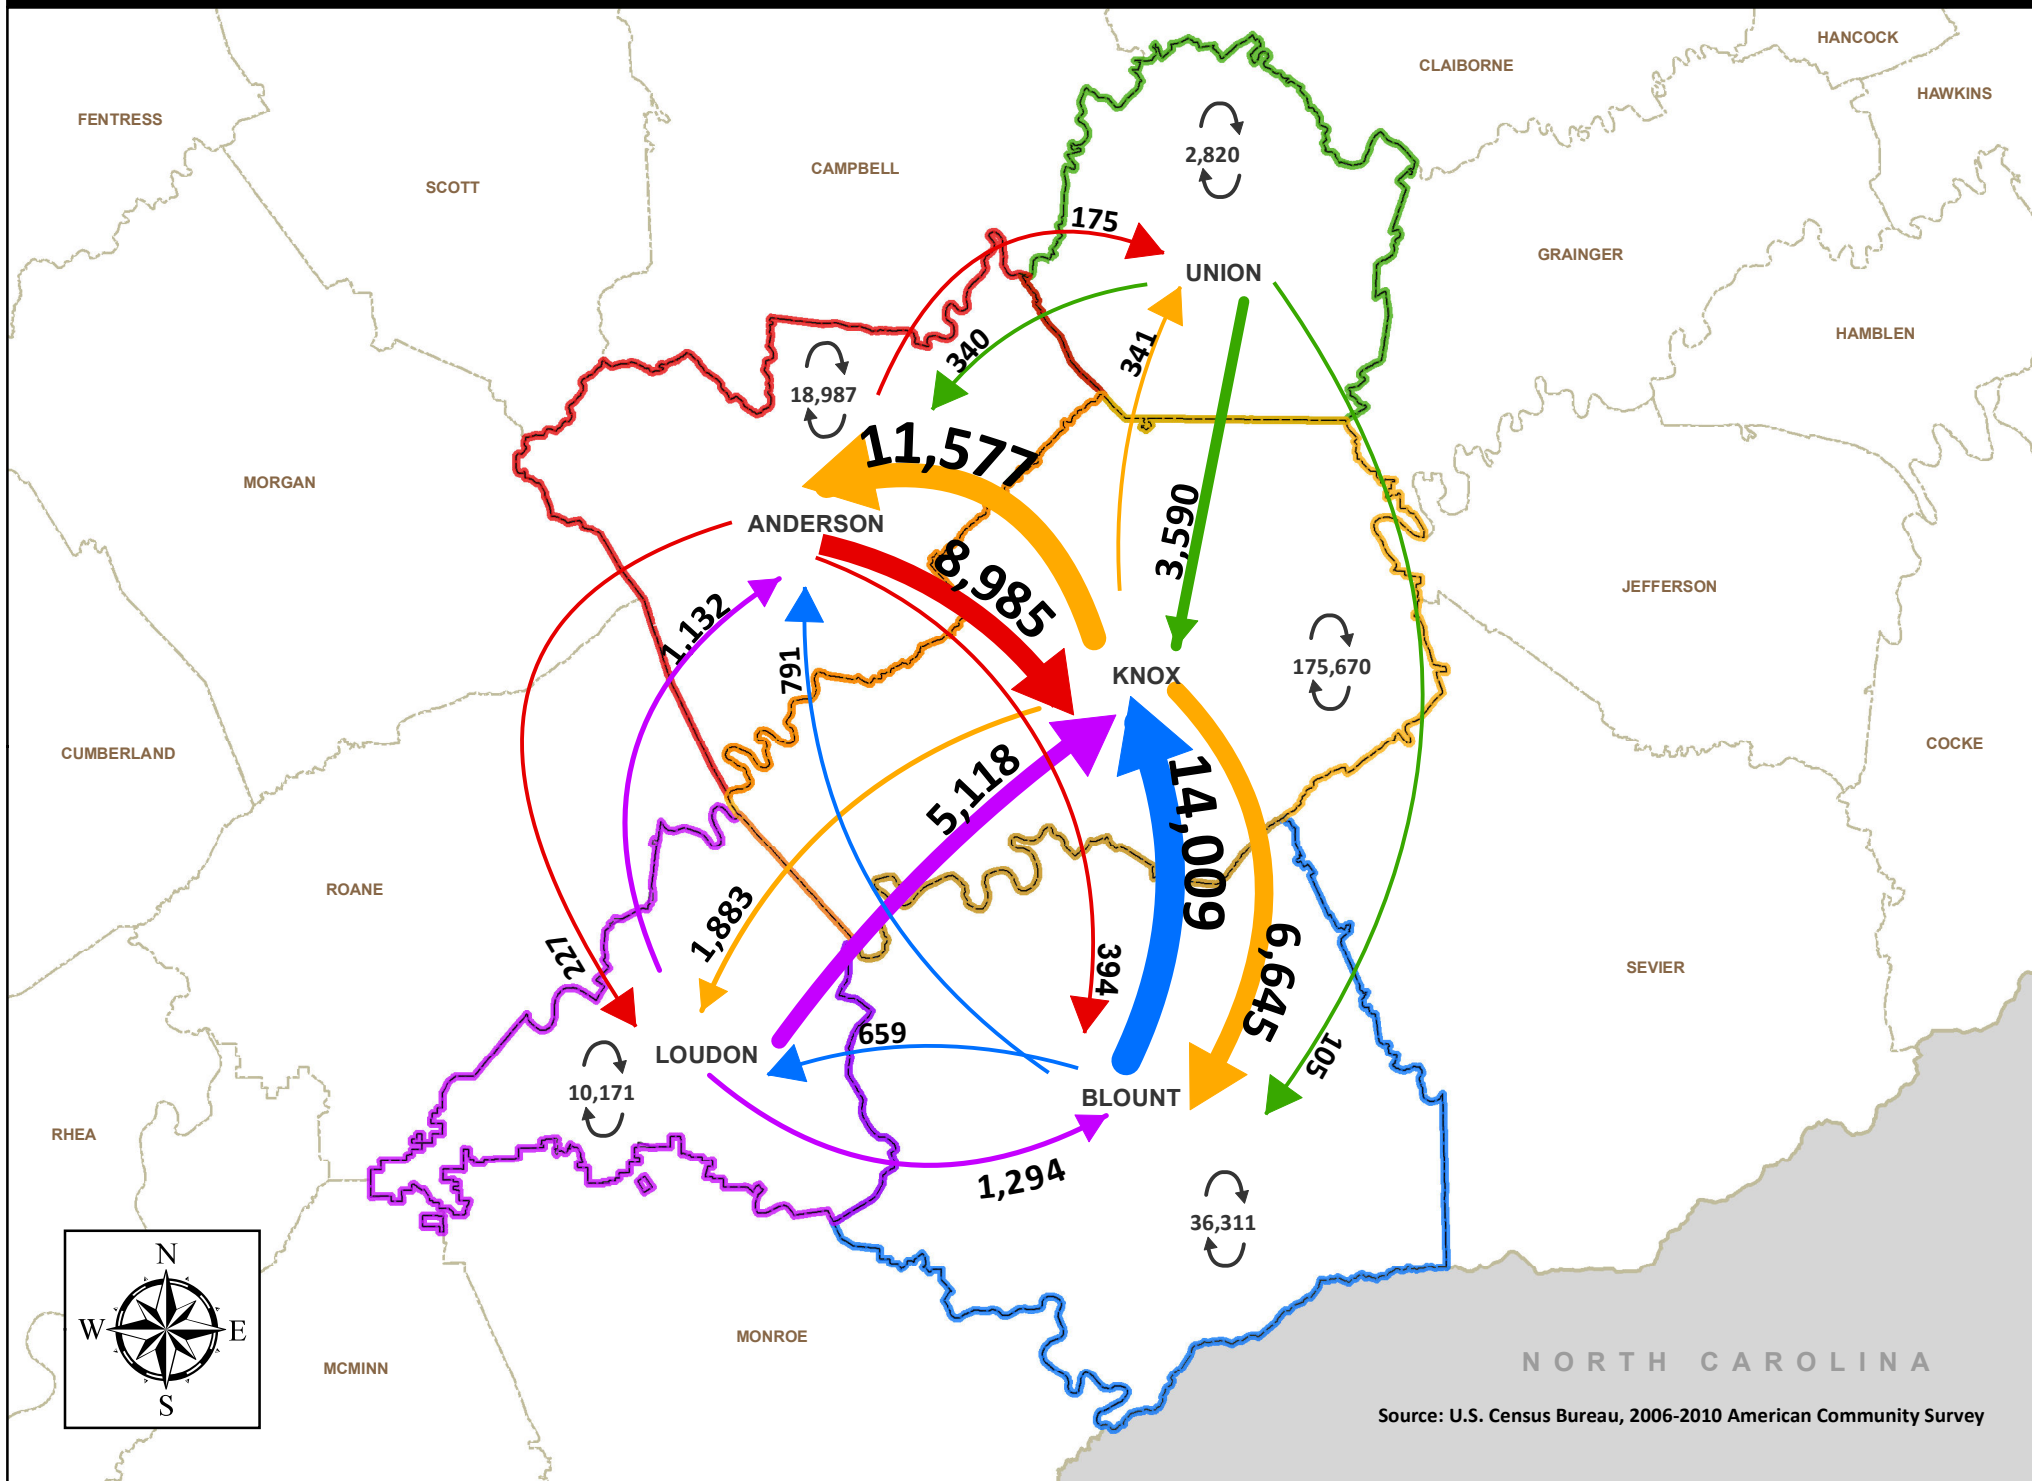 HANCOCK
CLAIBORNE
HAWKINS
FENTRESS
2,820
CAMPBELL
SCOTT
175
GRAINGER
UNION
HAMBLEN
340
341
18,987
11,577
MORGAN
3,590
ANDERSON
8,985
JEFFERSON
1,132
791
175,670
KNOX
CUMBERLAND
COCKE
5,118
14,009
ROANE
1,883
227
394
6,645
SEVIER
659
LOUDON
105
10,171
BLOUNT
RHEA
1,294
36,311
N
W
E
S
MONROE
MCMINN
NORTH CAROLINA
Source: U.S. Census Bureau, 2006-2010 American Community Survey